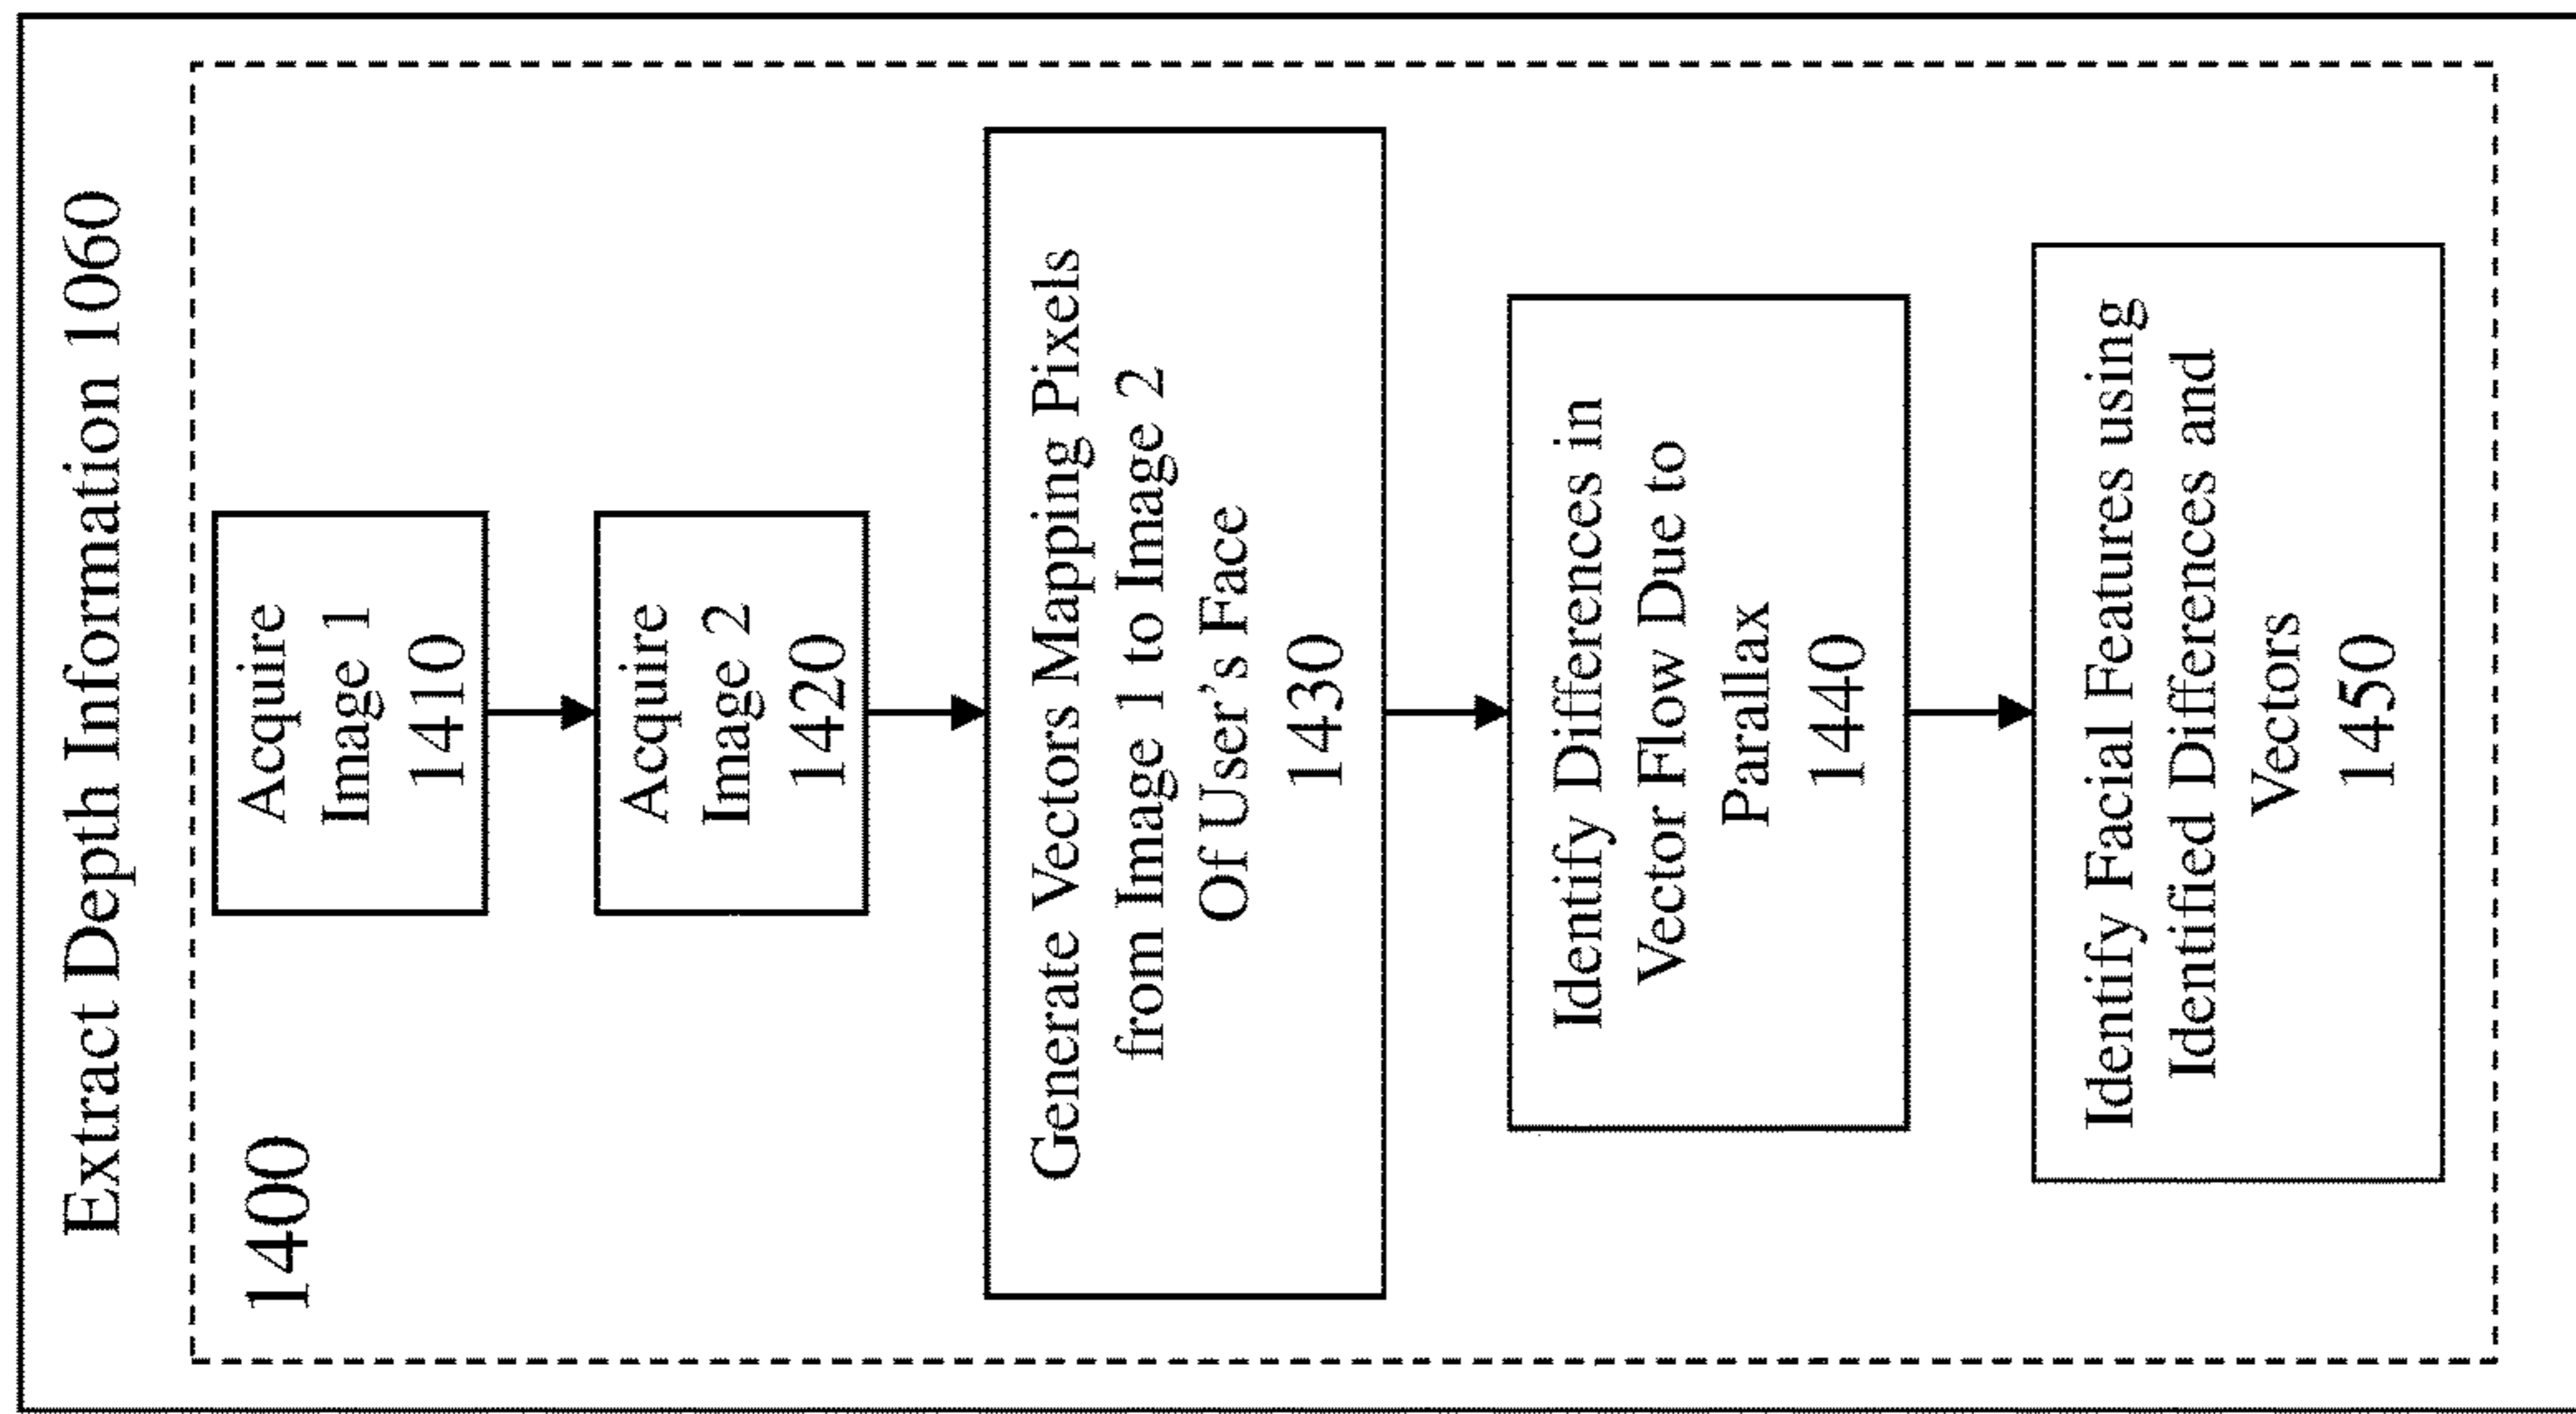 Extract Depth Information 1060
1400
Acquire
Image 1
1410
Acquire
Image 2
1420
Generate Vectors Mapping Pixels
from Image 1 to Image 2
Of User's Face
1430
Identify Differences in
Vector Flow Due to
Parallax
1440
Identify Facial Features using
Identified Differences and
Vectors
1450